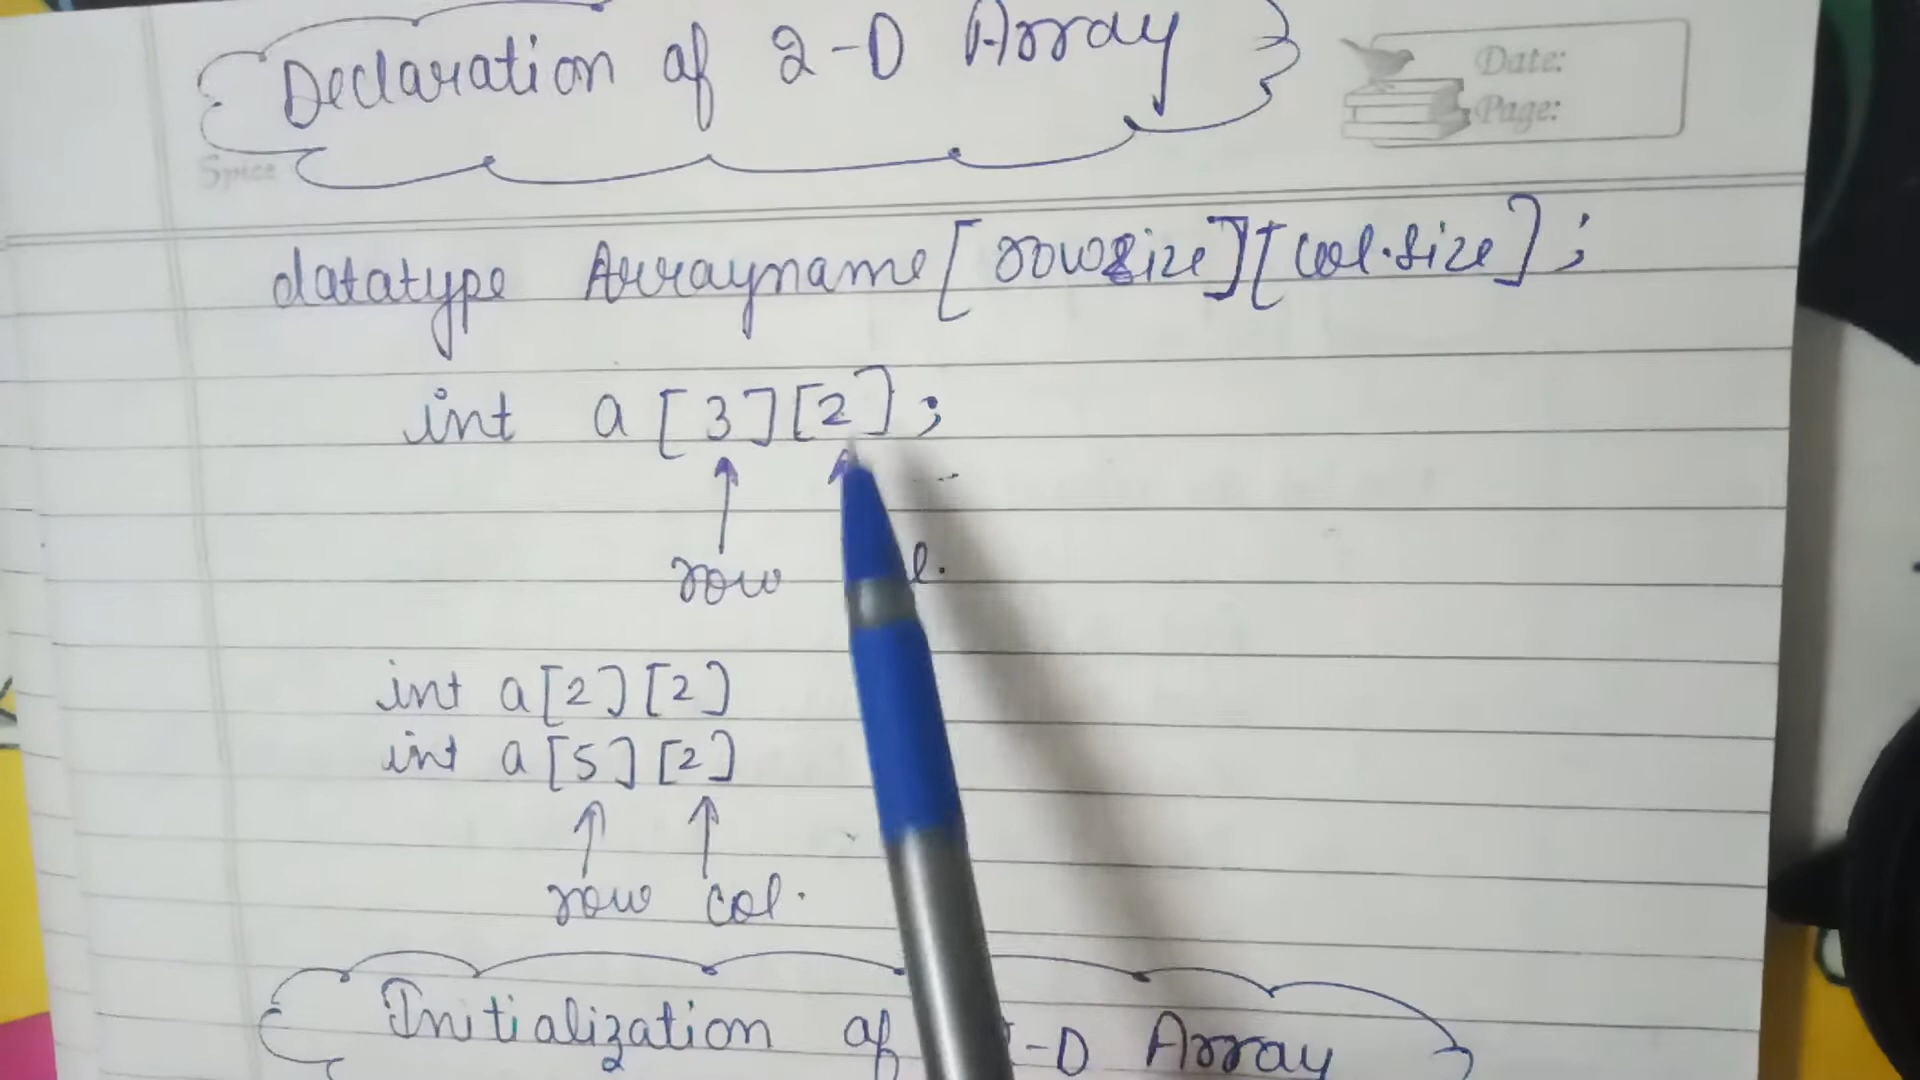 Declaration of 2-D Array
Date:
Page:
Spice
datatype Arrayname[rowsize][col.size];
int a[3][2];
row l.
int a[2][2]
int a[5][2]
row col.
Initialization of -D Array